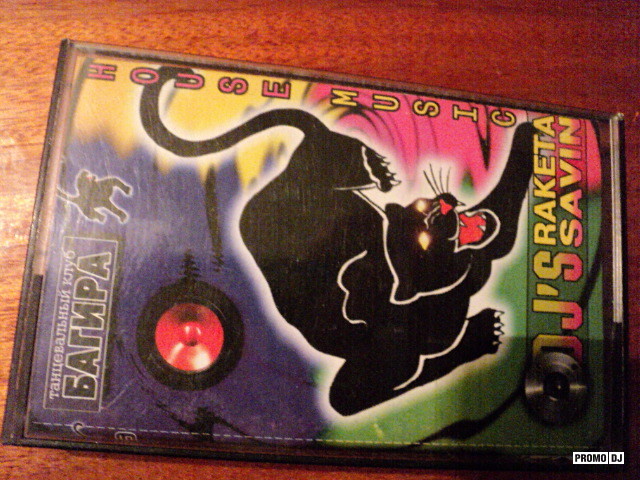 HOUSE MUSIC
DJ'S RAKETA
SAVIN
танцевальный клуб
БАГИРА
PROMO DJ